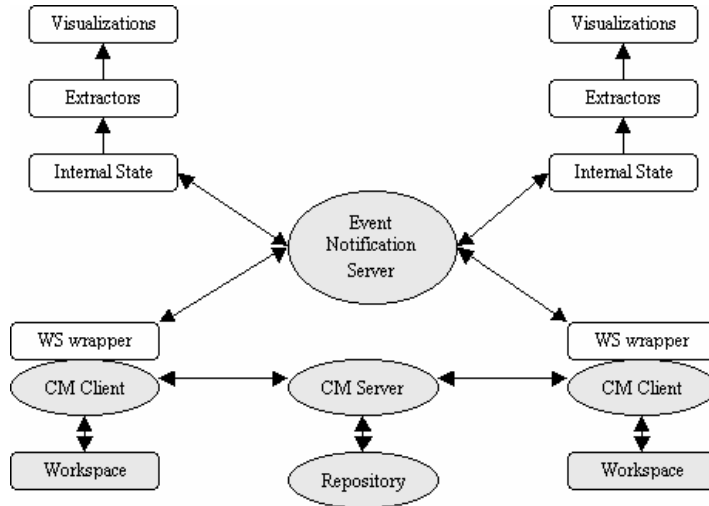 Visualizations
Visualizations
Extractors
Extractors
Internal State
Internal State
Event
Notification
Server
WS wrapper
WS wrapper
CM Client
CM Server
CM Client
Workspace
Repository
Workspace